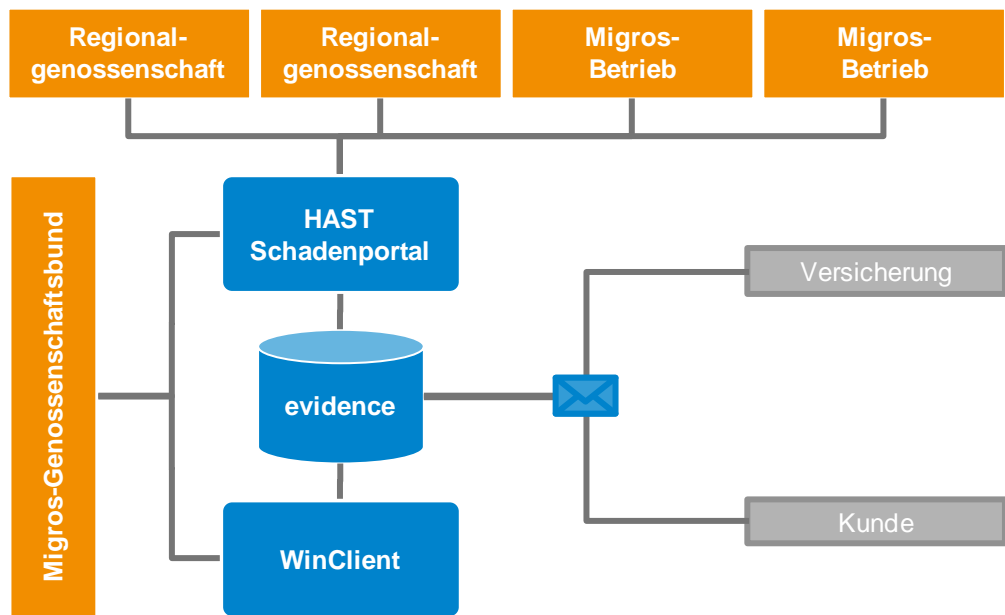 Regional-
genossenschaft
Regional-
genossenschaft
Migros-
Betrieb
Migros-
Betrieb
Migros-Genossenschaftsbund
HAST
Schadenportal
evidence
WinClient
Versicherung
Kunde